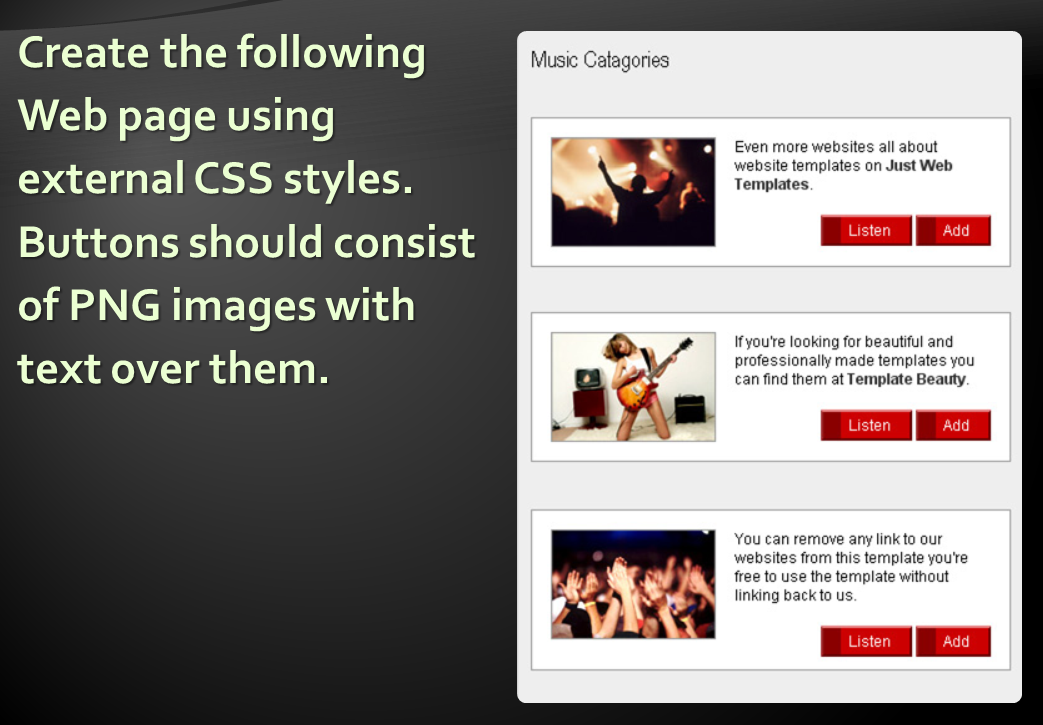 Create the following
Web page using
external CSS styles.
Buttons should consist
of PNG images with
text over them.
Music Catagories
Even more websites all about
website templates on Just Web
Templates.
Listen
Add
If you're looking for beautiful and
professionally made templates you
can find them at Template Beauty.
Listen
Add
You can remove any link to our
websites from this template you're
free to use the template without
linking back to us.
Listen
Add